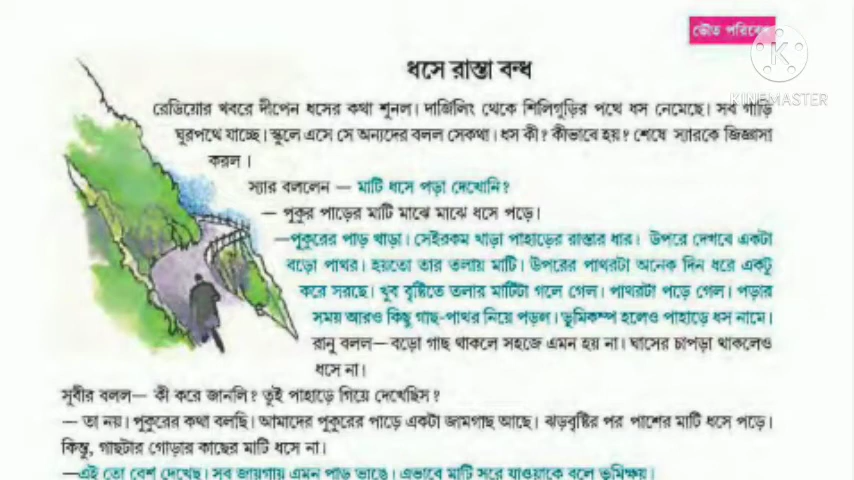 ভৌত পরিবেশ
KINEMASTER
ধসে রাস্তা বন্ধ
রেডিয়োর খবরে দীপেন ধসের কথা শুনল। দার্জিলিং থেকে শিলিগুড়ির পথে ধস নেমেছে। সব গাড়ি
ঘুরপথে যাচ্ছে। স্কুলে এসে সে অন্যদের বলল সেকথা। ধস কী? কীভাবে হয়? শেষে স্যারকে জিজ্ঞাসা
করল।
স্যার বললেন — মাটি ধসে পড়া দেখোনি?
— পুকুর পাড়ের মাটি মাঝে মাঝে ধসে পড়ে।
—পুকুরের পাড় খাড়া। সেইরকম খাড়া পাহাড়ের রাস্তার ধার। উপরে দেখবে একটা
বড়ো পাথর। হয়তো তার তলায় মাটি। উপরের পাথরটা অনেক দিন ধরে একটু
করে সরছে। খুব বৃষ্টিতে তলার মাটিটা গলে গেল। পাথরটা পড়ে গেল। পড়ার
সময় আরও কিছু গাছ-পাথর নিয়ে পড়ল। ভূমিকম্প হলেও পাহাড়ে ধস নামে।
রানু বলল— বড়ো গাছ থাকলে সহজে এমন হয় না। ঘাসের চাপড়া থাকলেও
ধসে না।
সুবীর বলল— কী করে জানলি? তুই পাহাড়ে গিয়ে দেখেছিস?
— তা নয়। পুকুরের কথা বলছি। আমাদের পুকুরের পাড়ে একটা জামগাছ আছে। ঝড়বৃষ্টির পর পাশের মাটি ধসে পড়ে।
কিন্তু, গাছটার গোড়ার কাছের মাটি ধসে না।
—এই তো বেশ দেখেছ। সব জায়গায় এমন পাড় ভাঙে। এভাবে মাটি সরে যাওয়াকে বলে ভূমিক্ষয়।